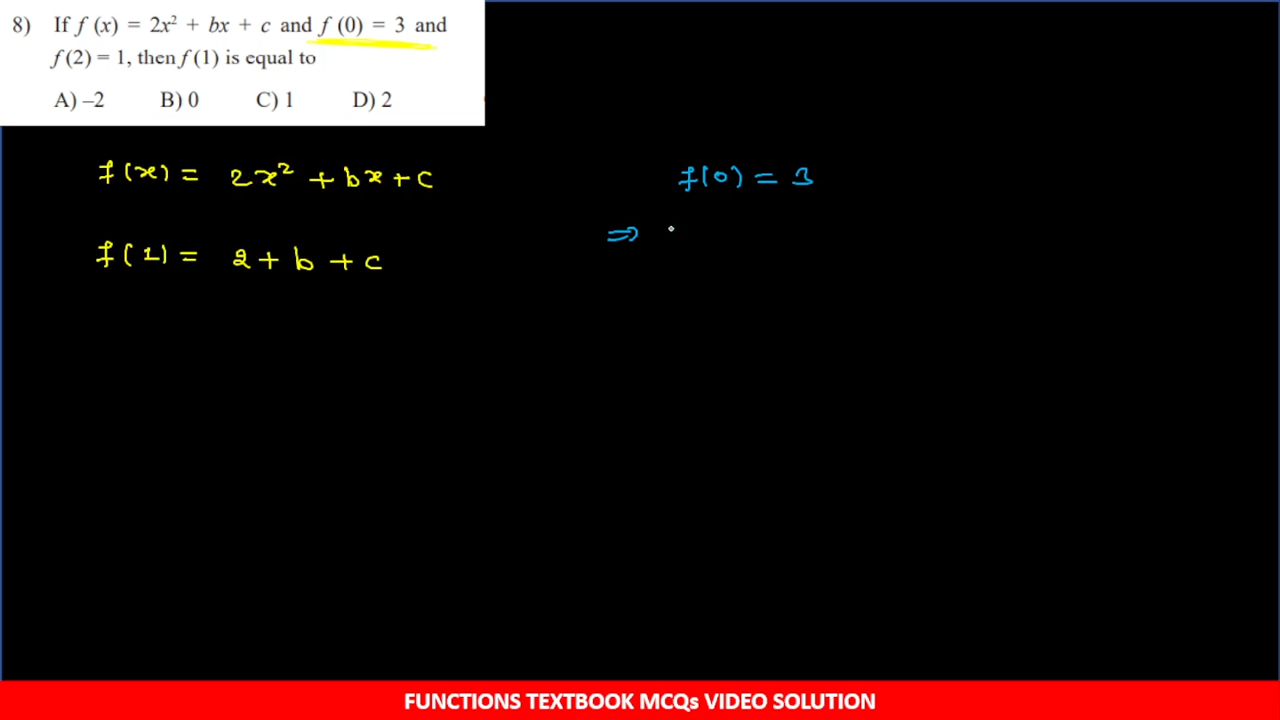 8) If f (x) = 2x² + bx + c and f (0) = 3 and
f (2) = 1, then f (1) is equal to
A) –2 B) 0 C) 1 D) 2
f(x) = 2x² + bx + c
f(0) = 3
f(1) = 2 + b + c
⇒
FUNCTIONS TEXTBOOK MCQs VIDEO SOLUTION